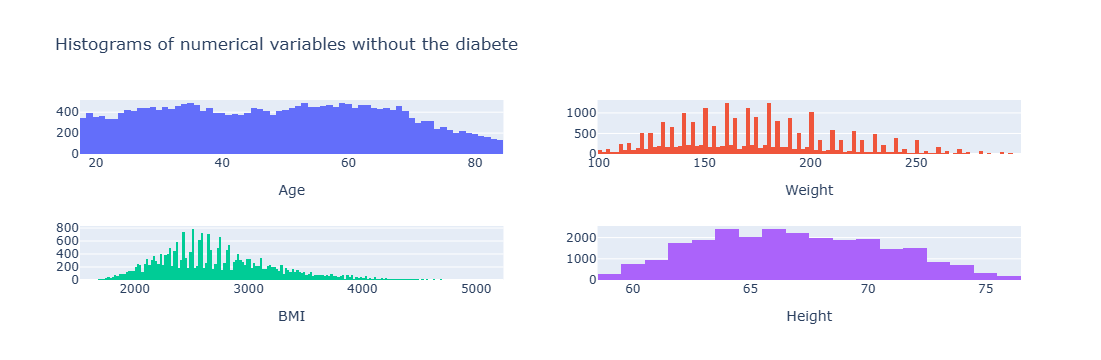 Histograms of numerical variables without the diabete
400
200
0
20 40 60 80
Age
1000
500
0
100 150 200 250
Weight
800
600
400
200
0
2000 3000 4000 5000
BMI
2000
1000
0
60 65 70 75
Height